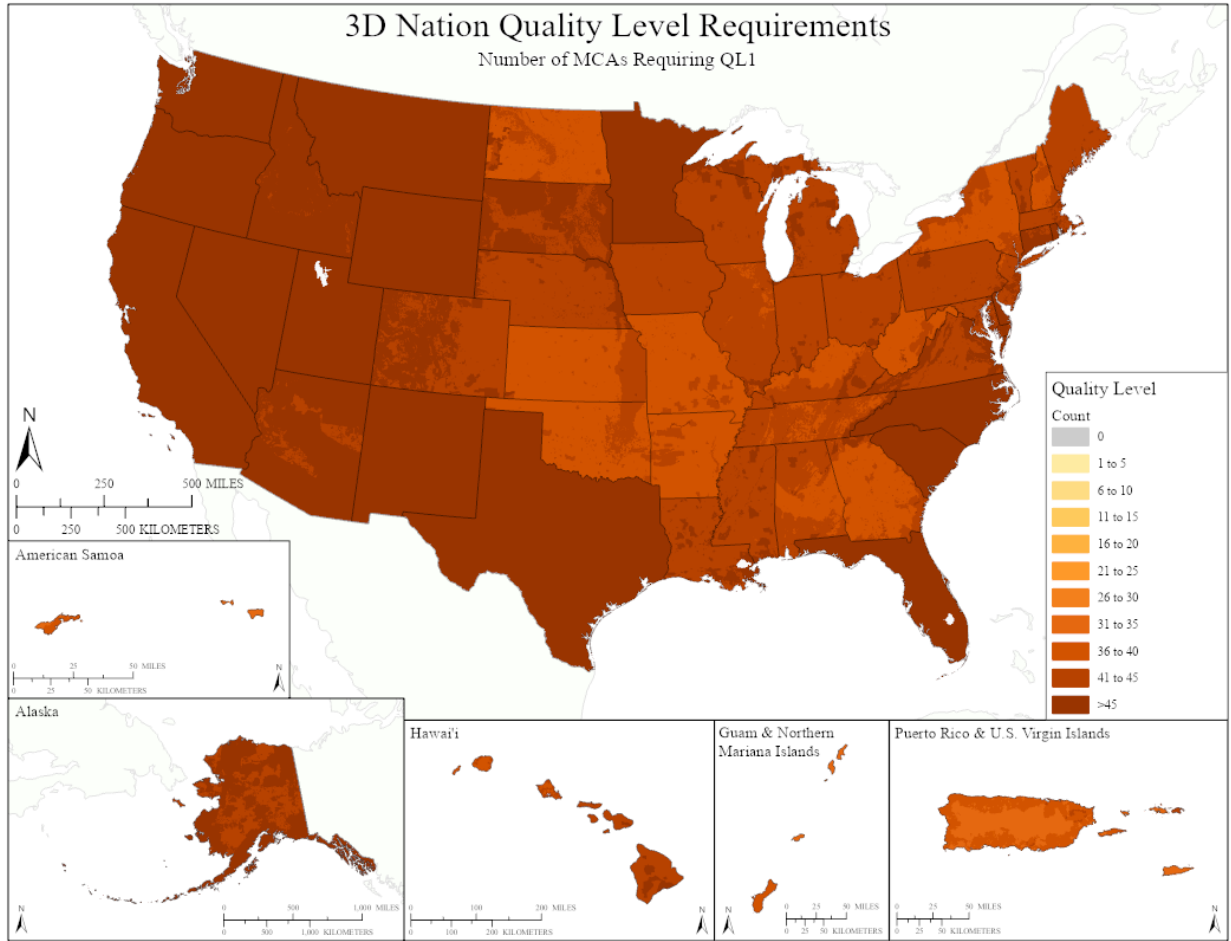 3D Nation Quality Level Requirements
Number of MCAs Requiring QL1
N
0 250 500 MILES
0 250 500 KILOMETERS
Quality Level
Count
0
1 to 5
6 to 10
11 to 15
16 to 20
21 to 25
26 to 30
31 to 35
36 to 40
41 to 45
>45
American Samoa
0 25 50 MILES
0 25 50 KILOMETERS
N
Alaska
N
0 500 1,000 MILES
0 500 1,000 KILOMETERS
Hawai'i
0 100 200 MILES
0 100 200 KILOMETERS
N
Guam & Northern
Mariana Islands
N
0 25 50 MILES
0 25 50 KILOMETERS
Puerto Rico & U.S. Virgin Islands
0 25 50 MILES
0 25 50 KILOMETERS
N